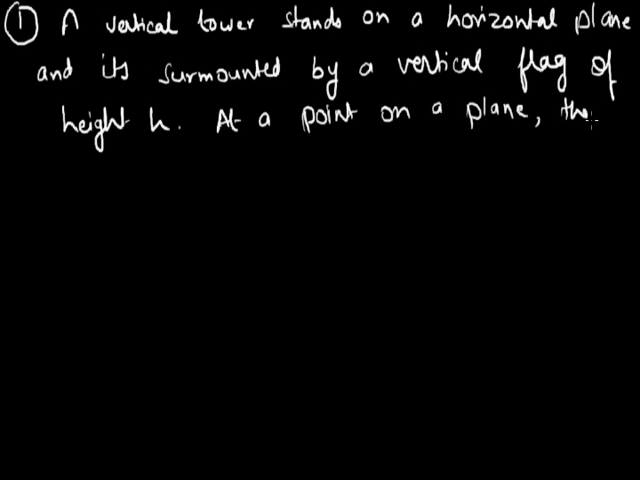 ① A vertical tower stands on a horizontal plane
and its surmounted by a vertical flag of
height h. At a point on a plane, the